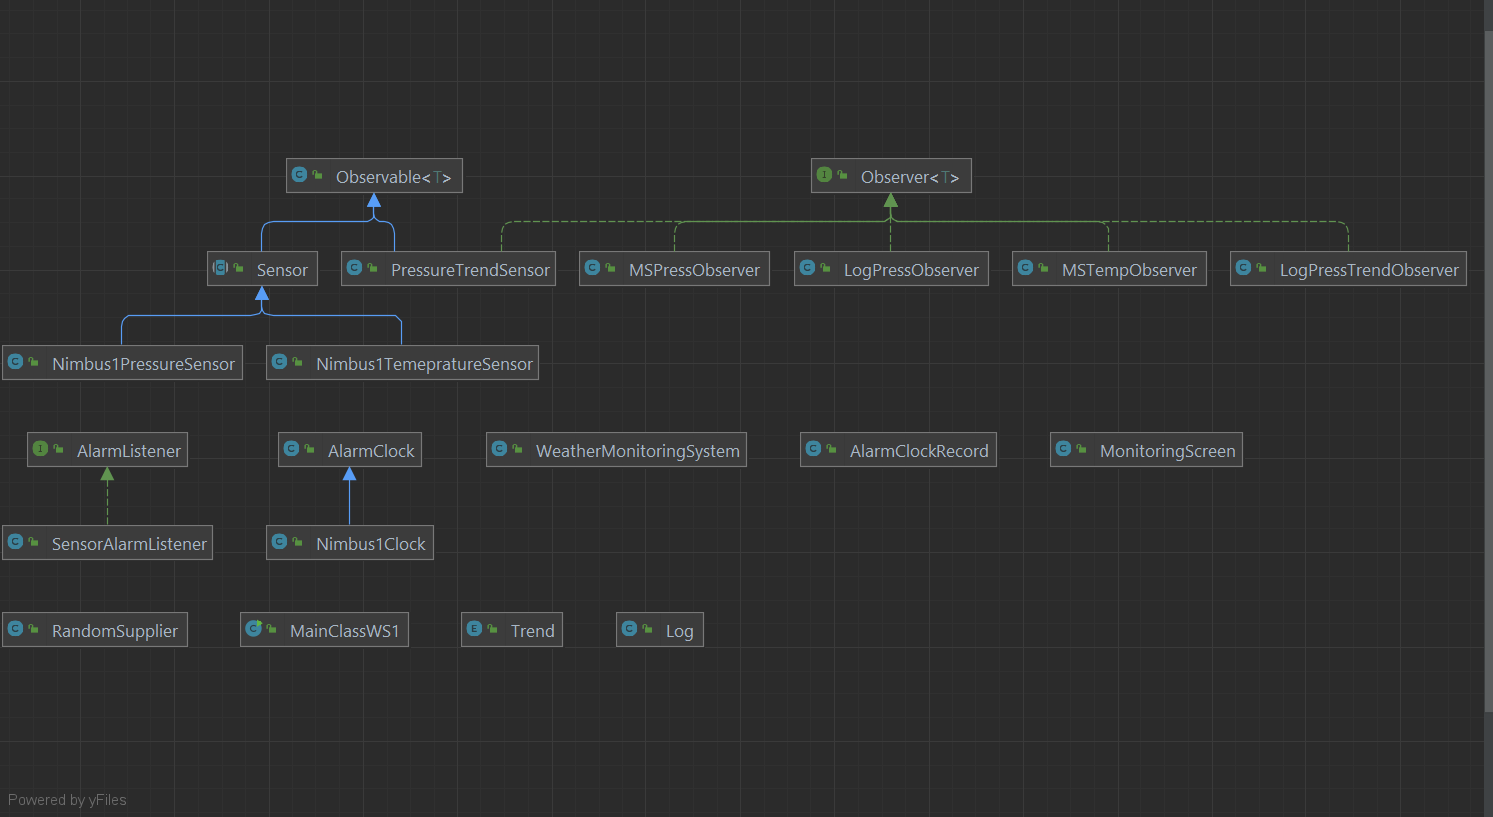 Observable<T>
Observer<T>
Sensor
PressureTrendSensor
MSPressObserver
LogPressObserver
MSTempObserver
LogPressTrendObserver
Nimbus1PressureSensor
Nimbus1TemepratureSensor
AlarmListener
AlarmClock
WeatherMonitoringSystem
AlarmClockRecord
MonitoringScreen
SensorAlarmListener
Nimbus1Clock
RandomSupplier
MainClassWS1
Trend
Log
Powered by yFiles